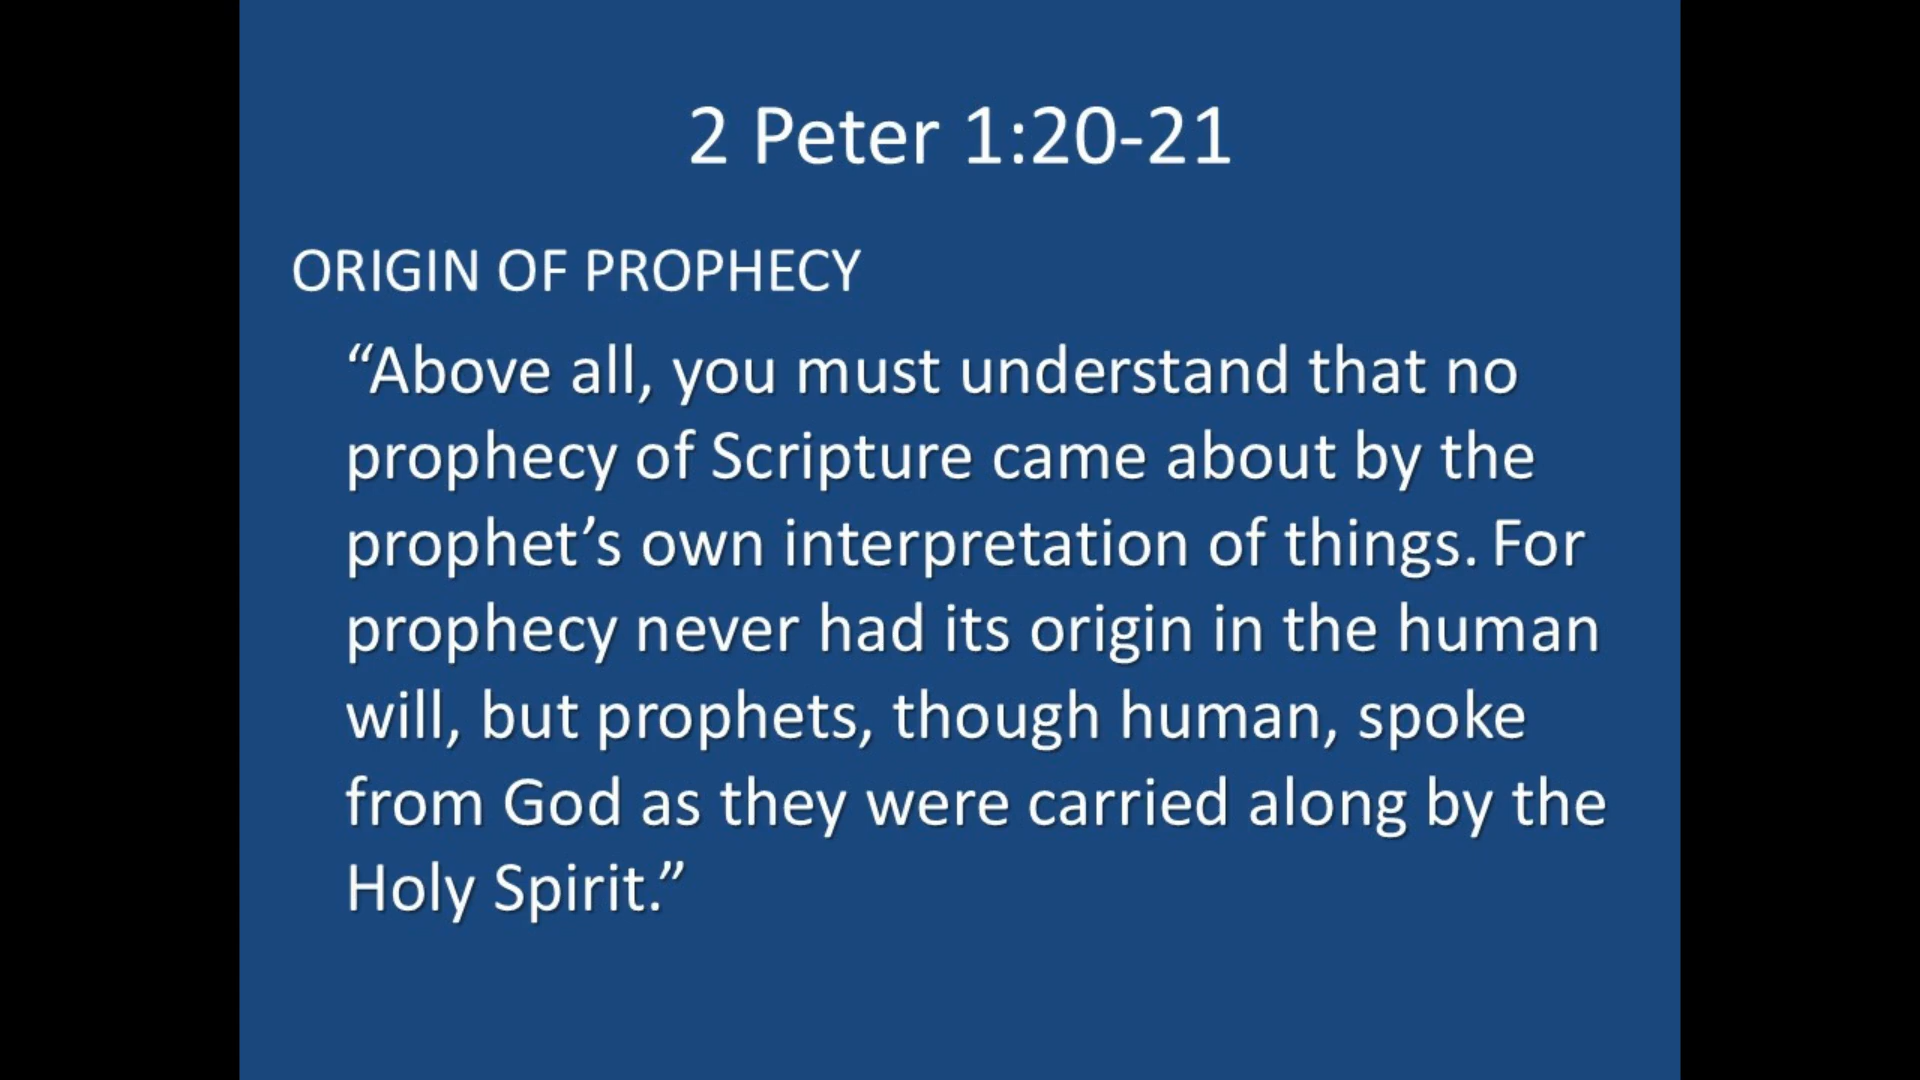 2 Peter 1:20-21
ORIGIN OF PROPHECY
“Above all, you must understand that no
prophecy of Scripture came about by the
prophet’s own interpretation of things. For
prophecy never had its origin in the human
will, but prophets, though human, spoke
from God as they were carried along by the
Holy Spirit.”